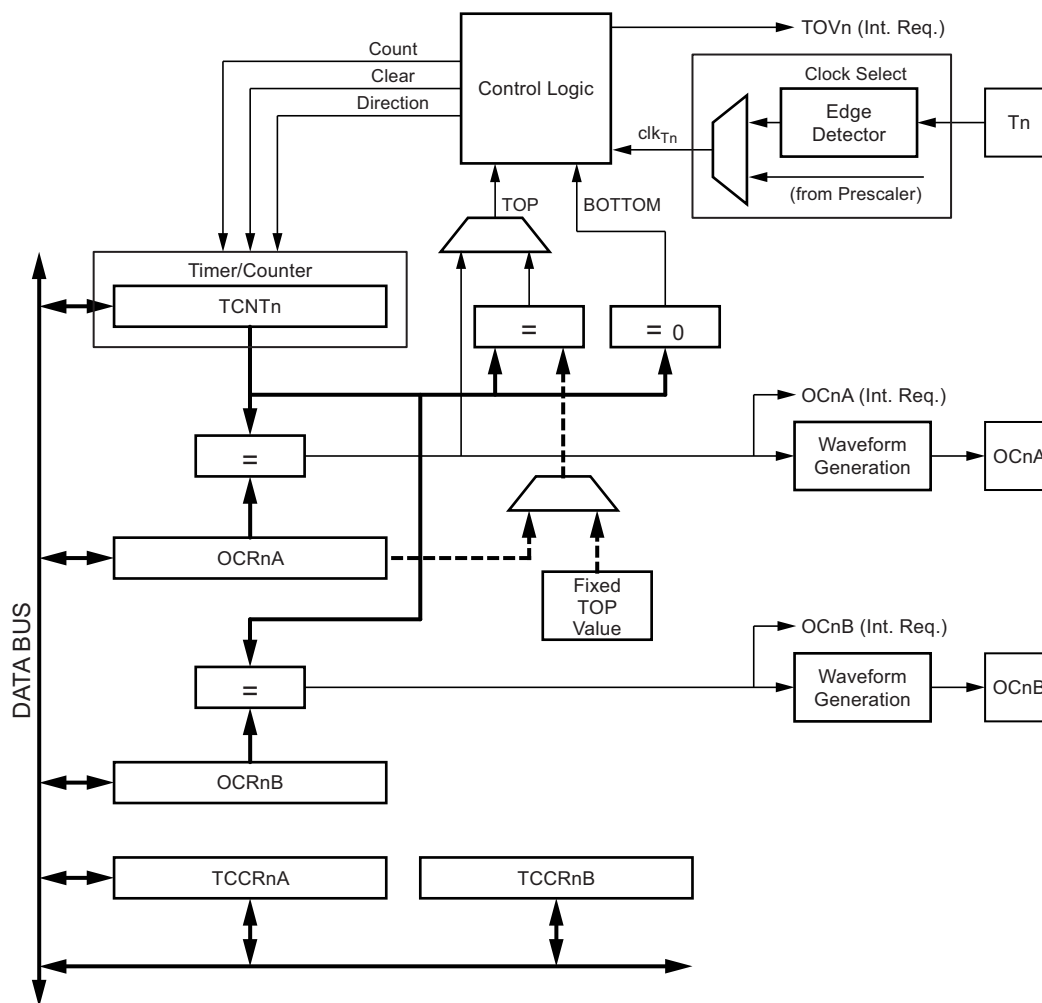 TOVn (Int. Req.)
Count
Clear
Direction
Control Logic
Clock Select
Edge
Detector
Tn
clkTn
(from Prescaler)
TOP
BOTTOM
Timer/Counter
TCNTn
=
= 0
OCnA (Int. Req.)
=
Waveform
Generation
OCnA
OCRnA
Fixed
TOP
Value
DATA BUS
OCnB (Int. Req.)
=
Waveform
Generation
OCnB
OCRnB
TCCRnA
TCCRnB